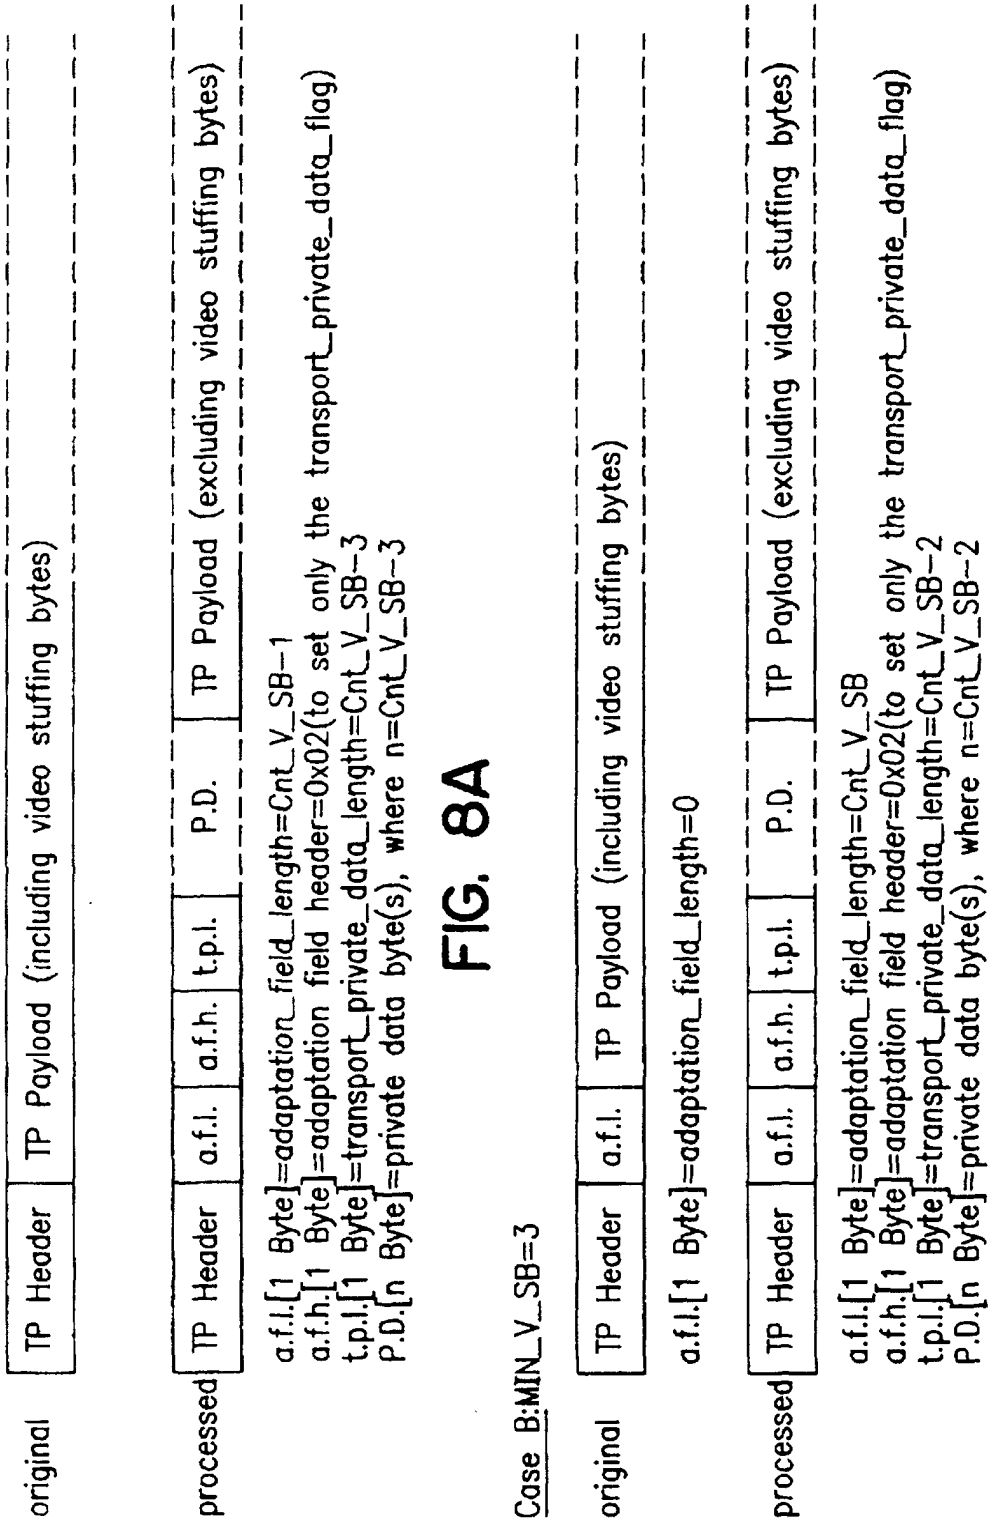 original
TP Header TP Payload (including video stuffing bytes)
processed
TP Header a.f.l. a.f.h. t.p.l. P.D. TP Payload (excluding video stuffing bytes)
a.f.l.[1 Byte]=adaptation_field_length=Cnt_V_SB-1
a.f.h.[1 Byte]=adaptation field header=0x02(to set only the transport_private_data_flag)
t.p.l.[1 Byte]=transport_private_data_length=Cnt_V_SB-3
P.D.[n Byte]=private data byte(s), where n=Cnt_V_SB-3
FIG. 8A
Case B:MIN_V_SB=3
original
TP Header a.f.l. TP Payload (including video stuffing bytes)
a.f.l.[1 Byte]=adaptation_field_length=0
processed
TP Header a.f.l. a.f.h. t.p.l. P.D. TP Payload (excluding video stuffing bytes)
a.f.l.[1 Byte]=adaptation_field_length=Cnt_V_SB
a.f.h.[1 Byte]=adaptation field header=0x02(to set only the transport_private_data_flag)
t.p.l.[1 Byte]=transport_private_data_length=Cnt_V_SB-2
P.D.[n Byte]=private data byte(s), where n=Cnt_V_SB-2